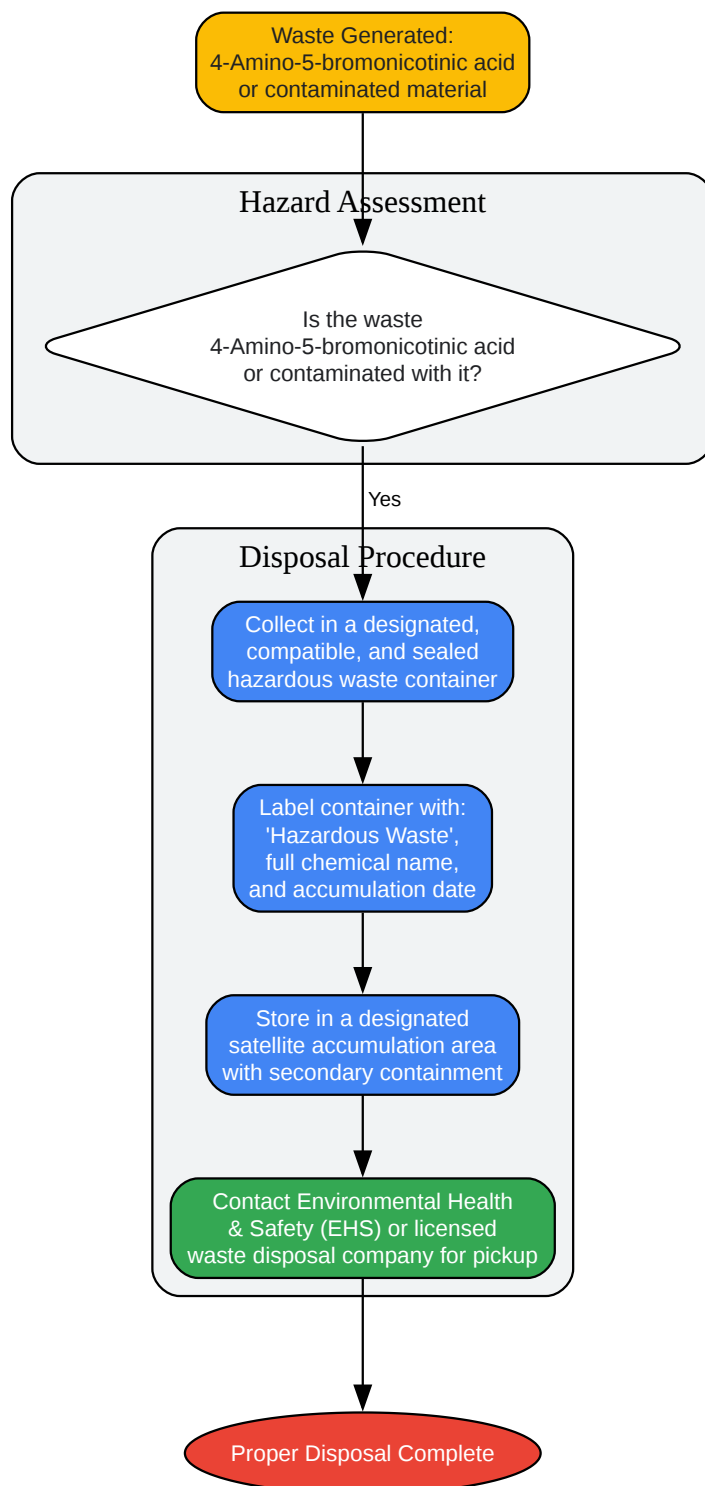 Waste Generated:
4-Amino-5-bromonicotinic acid
or contaminated material
Hazard Assessment
Is the waste
4-Amino-5-bromonicotinic acid
or contaminated with it?
Yes
Disposal Procedure
Collect in a designated,
compatible, and sealed
hazardous waste container
Label container with:
'Hazardous Waste',
full chemical name,
and accumulation date
Store in a designated
satellite accumulation area
with secondary containment
Contact Environmental Health
& Safety (EHS) or licensed
waste disposal company for pickup
Proper Disposal Complete